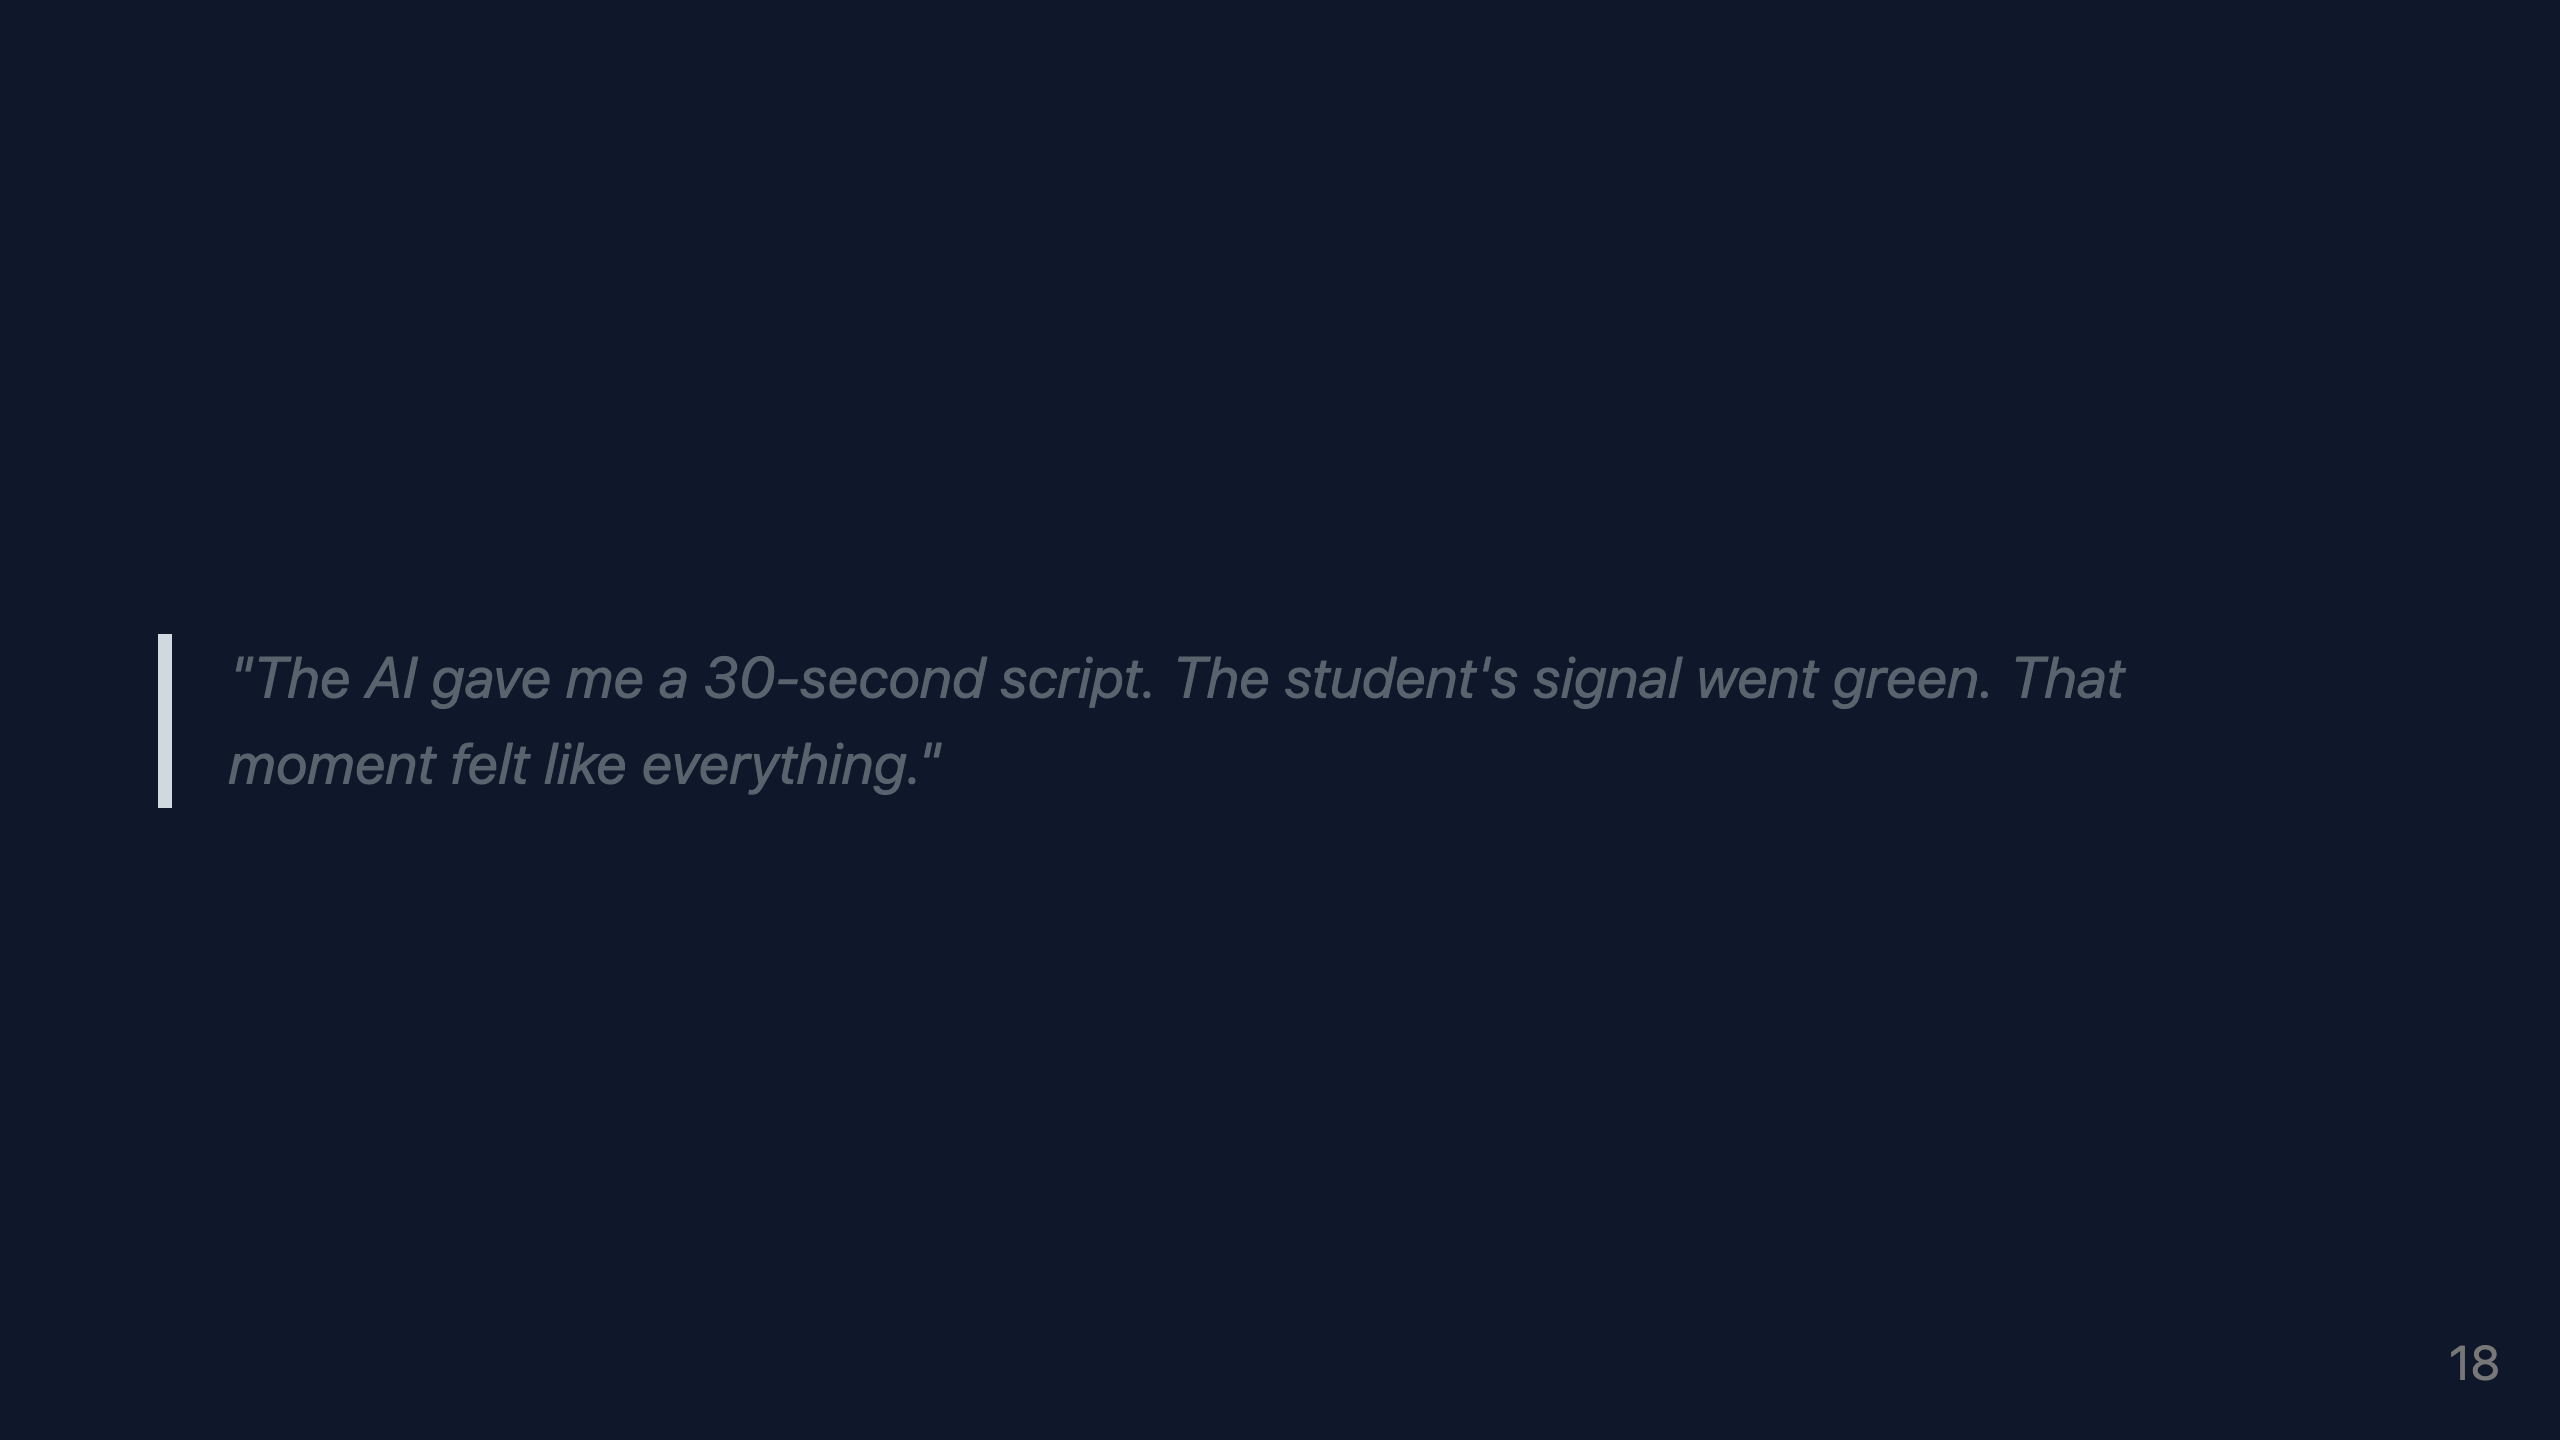 "The AI gave me a 30-second script. The student's signal went green. That
moment felt like everything."
18